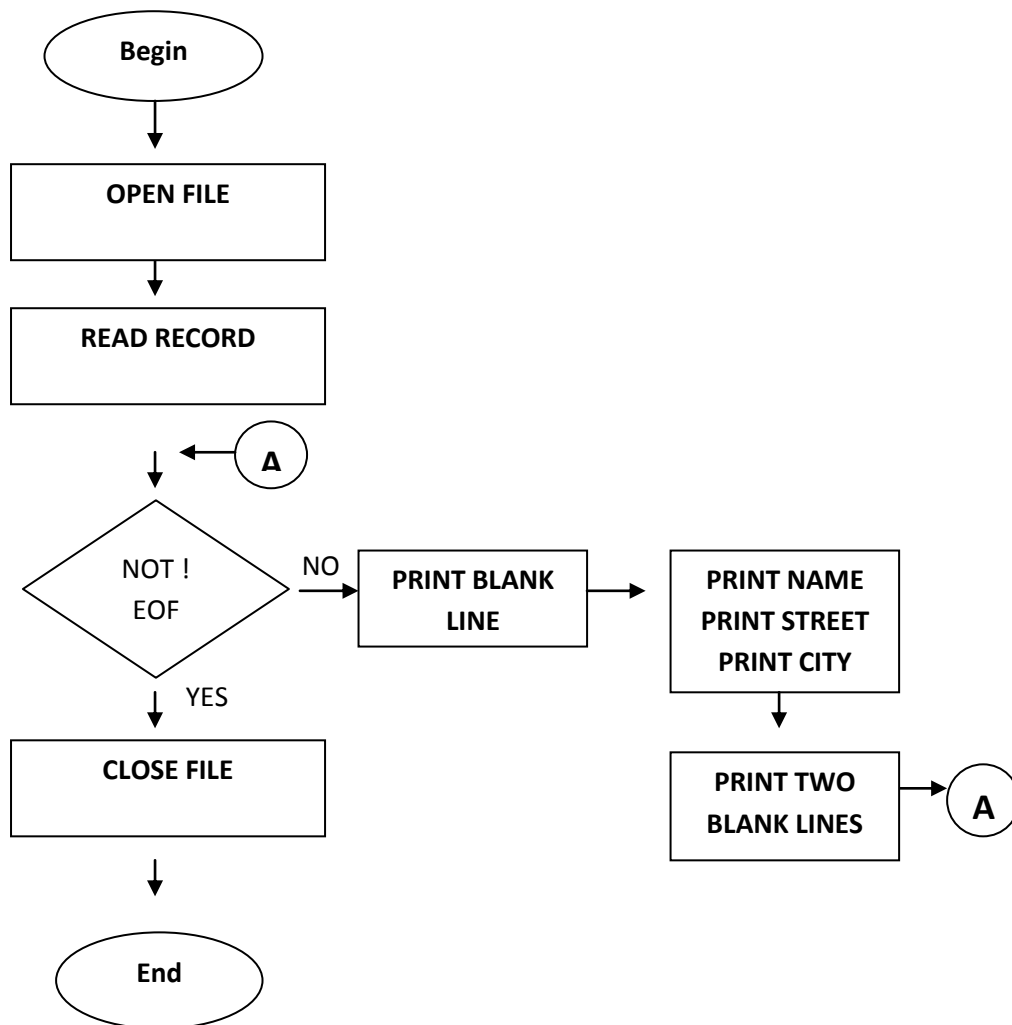 Begin
OPEN FILE
READ RECORD
A
NOT !
EOF
NO
PRINT BLANK
LINE
PRINT NAME
PRINT STREET
PRINT CITY
YES
CLOSE FILE
PRINT TWO
BLANK LINES
A
End